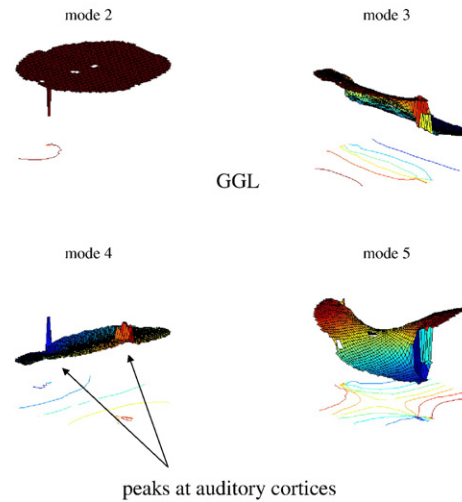 mode 2
mode 3
GGL
mode 4
mode 5
peaks at auditory cortices